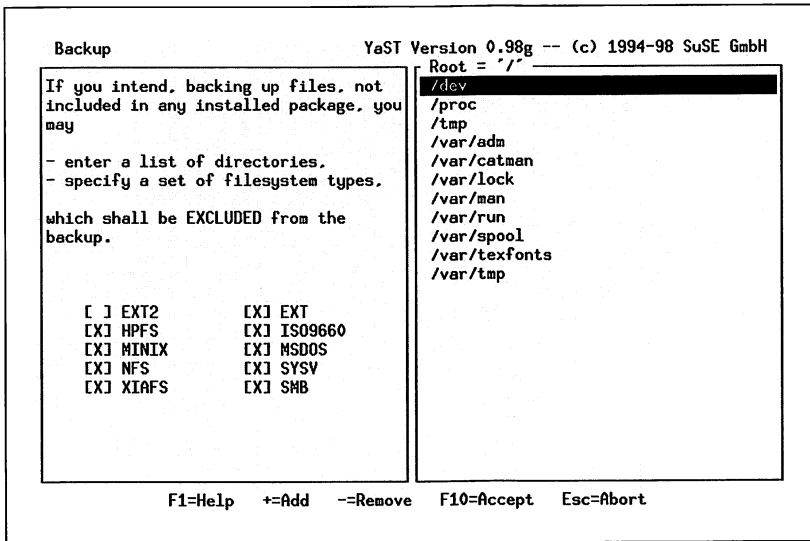 Backup YaST Version 0.98g -- (c) 1994-98 SuSE GmbH
If you intend, backing up files, not
included in any installed package, you
may
- enter a list of directories,
- specify a set of filesystem types,
which shall be EXCLUDED from the
backup.
[ ] EXT2 [X] EXT
[X] HPFS [X] ISO9660
[X] MINIX [X] MSDOS
[X] NFS [X] SYSV
[X] XIAFS [X] SMB
Root = "/"
/dev
/proc
/tmp
/var/adm
/var/catman
/var/lock
/var/man
/var/run
/var/spool
/var/texfonts
/var/tmp
F1=Help +=Add -=Remove F10=Accept Esc=Abort